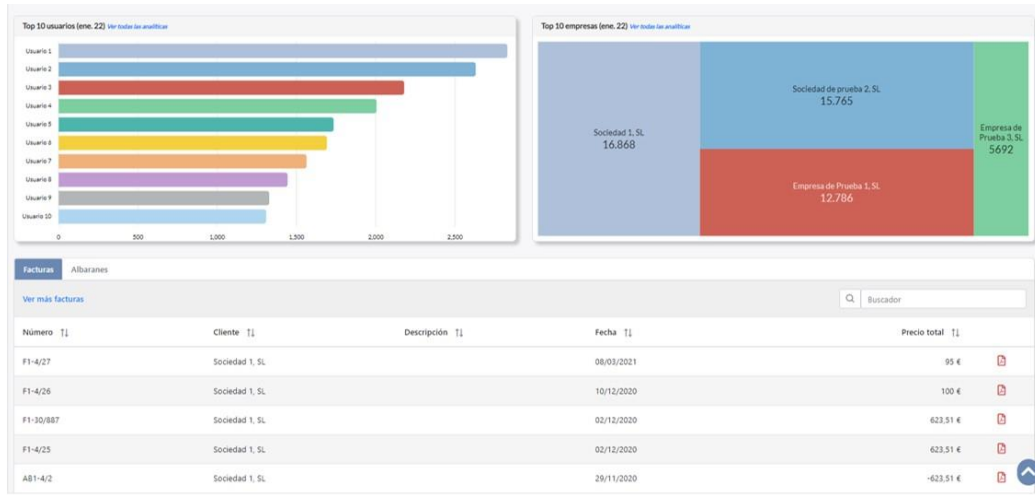 Top 10 usuarios (ene. 22) Ver todas las analíticas
Usuario 1
Usuario 2
Usuario 3
Usuario 4
Usuario 5
Usuario 6
Usuario 7
Usuario 8
Usuario 9
Usuario 10
0 500 1,000 1,500 2,000 2,500
Top 10 empresas (ene. 22) Ver todas las analíticas
Sociedad 1, SL
16.868
Sociedad de prueba 2, SL
15.765
Empresa de Prueba 1, SL
12.786
Empresa de
Prueba 3, SL
5692
Facturas Albaranes
Ver más facturas Buscador
Número Cliente Descripción Fecha Precio total
F1-4/27 Sociedad 1, SL 08/03/2021 95 €
F1-4/26 Sociedad 1, SL 10/12/2020 100 €
F1-30/887 Sociedad 1, SL 02/12/2020 623,51 €
F1-4/25 Sociedad 1, SL 02/12/2020 623,51 €
AB1-4/2 Sociedad 1, SL 29/11/2020 -623,51 €